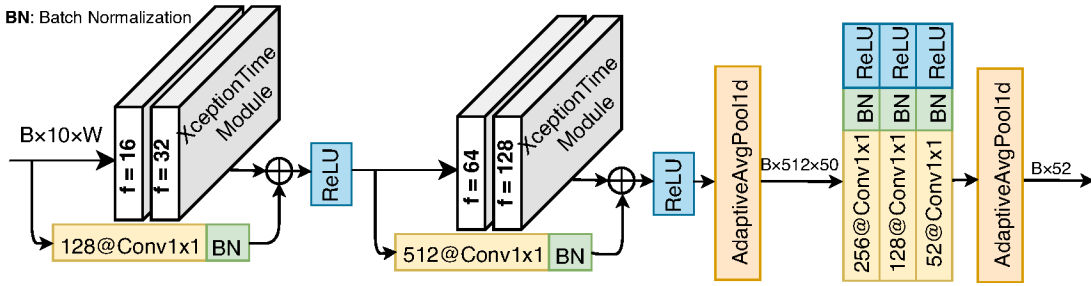 BN: Batch Normalization
B×10×W
f = 16
f = 32
XceptionTime
Module
128@Conv1x1
BN
ReLU
f = 64
f = 128
XceptionTime
Module
512@Conv1x1
BN
ReLU
AdaptiveAvgPool1d
B×512×50
256@Conv1x1
BN
ReLU
128@Conv1x1
BN
ReLU
52@Conv1x1
BN
ReLU
AdaptiveAvgPool1d
B×52